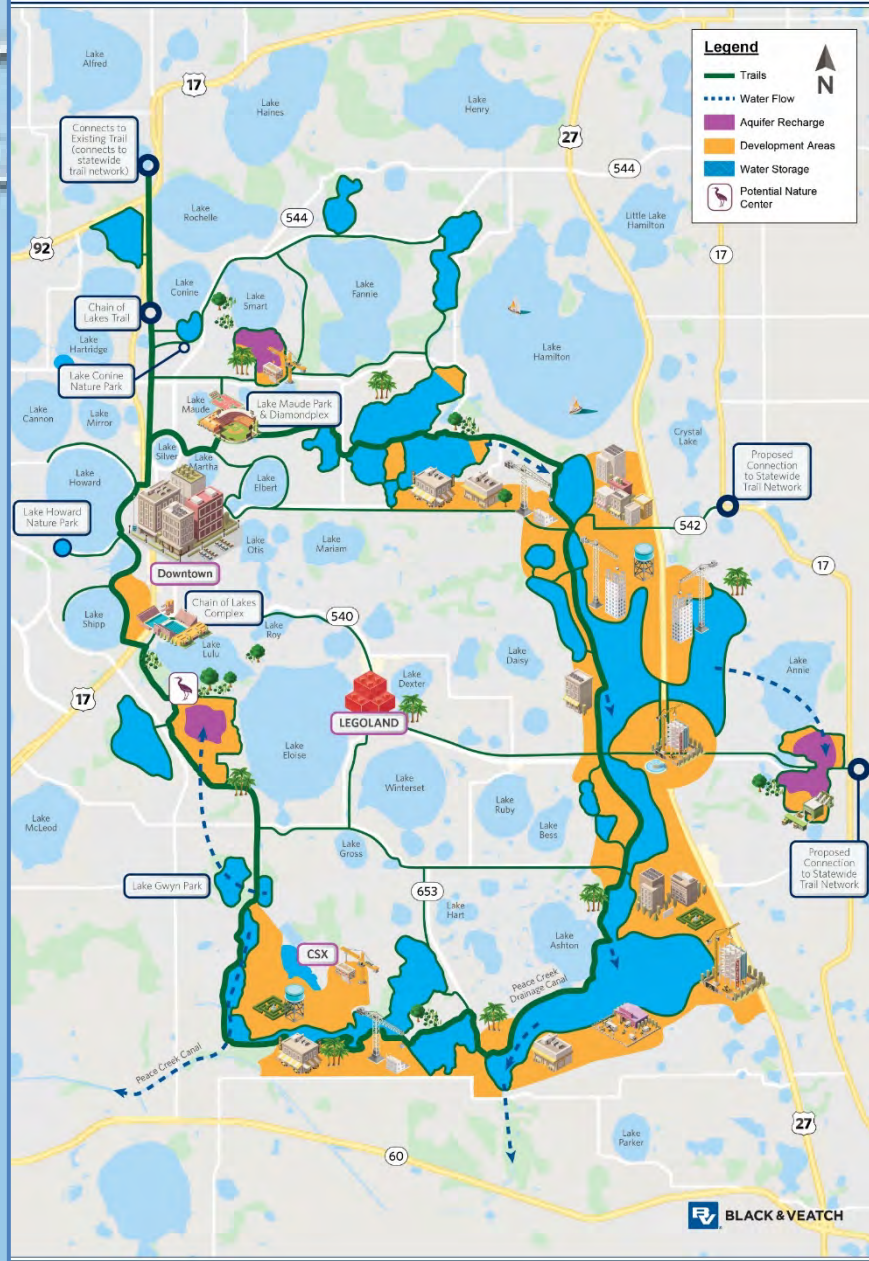 Legend
N
Trails
Water Flow
Aquifer Recharge
Development Areas
Water Storage
Potential Nature
Center
Lake
Alfred
17
Lake
Haines
Lake
Henry
27
Connects to
Existing Trail
(connects to
statewide
trail network)
544
Lake
Rochelle
544
Little Lake
Hamilton
92
17
Lake
Conine
Lake
Smart
Lake
Fannie
Chain of
Lakes Trail
Lake
Hartridge
Lake
Hamilton
Lake Conine
Nature Park
Lake
Cannon
Lake
Mirror
Lake
Maude
Lake Maude Park
& Diamondplex
Crystal
Lake
Lake
Silver
Lake
Martha
Lake
Howard
Lake
Elbert
Proposed
Connection
to Statewide
Trail Network
Lake Howard
Nature Park
542
Lake
Otis
Lake
Mariam
17
Downtown
Chain of Lakes
Complex
Lake
Shipp
Lake
Roy
540
Lake
Lulu
Lake
Daisy
Lake
Annie
Lake
Dexter
17
LEGOLAND
Lake
Eloise
Lake
Winterset
Lake
McLeod
Lake
Ruby
Lake
Bess
Lake
Gross
Proposed
Connection
to Statewide
Trail Network
Lake Gwyn Park
653
Lake
Hart
CSX
Lake
Ashton
Peace Creek
Drainage Canal
Peace Creek Canal
Lake
Parker
27
60
BV BLACK & VEATCH